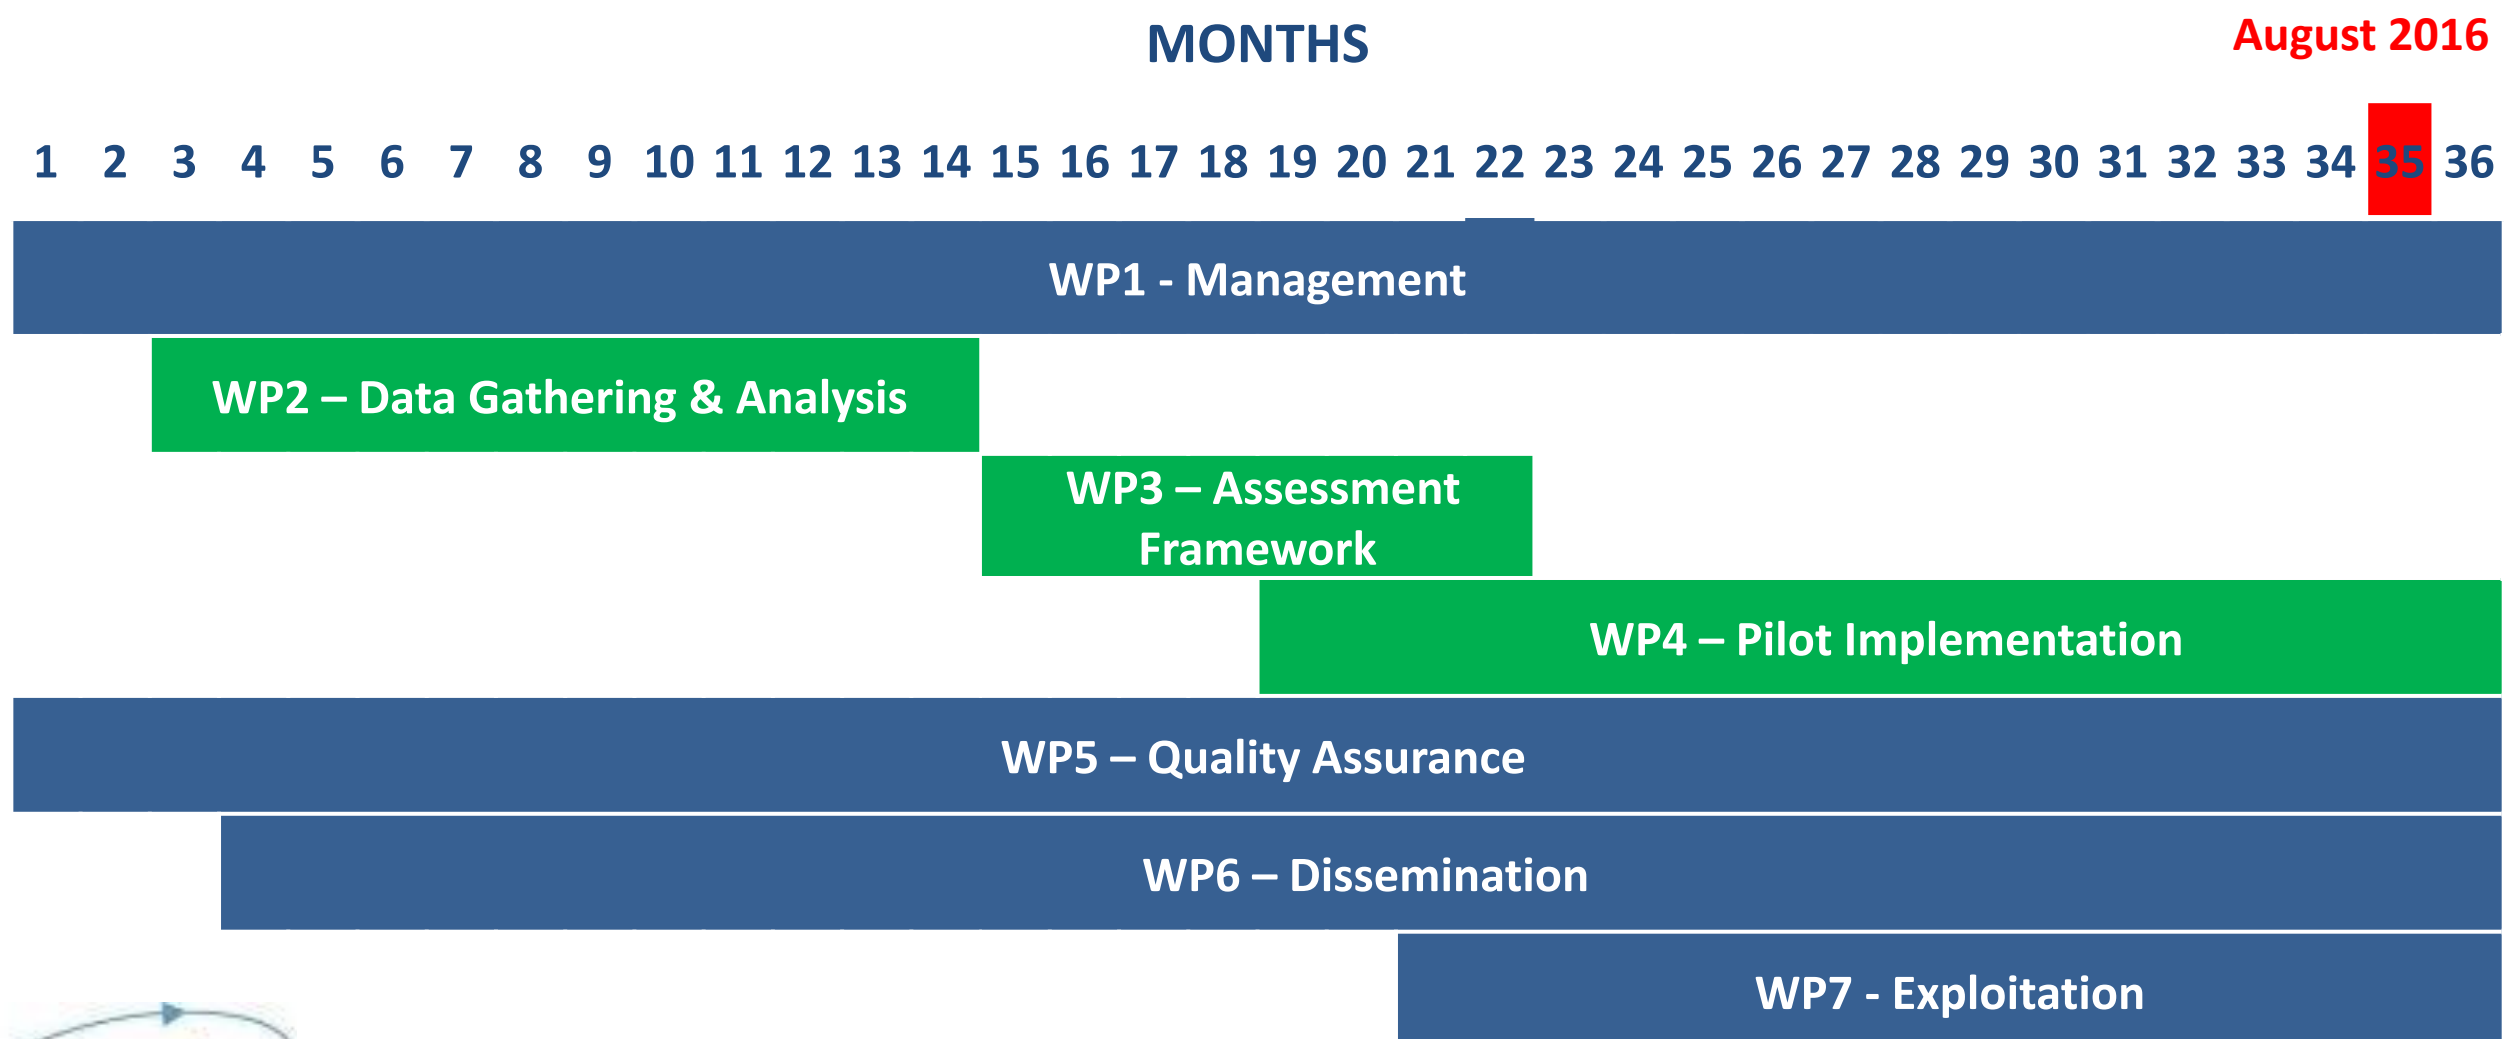 MONTHS
August 2016
1 2 3 4 5 6 7 8 9 10 11 12 13 14 15 16 17 18 19 20 21 22 23 24 25 26 27 28 29 30 31 32 33 34 35 36
WP1 - Management
WP2 – Data Gathering & Analysis
WP3 – Assessment
Framework
WP4 – Pilot Implementation
WP5 – Quality Assurance
WP6 – Dissemination
WP7 - Exploitation